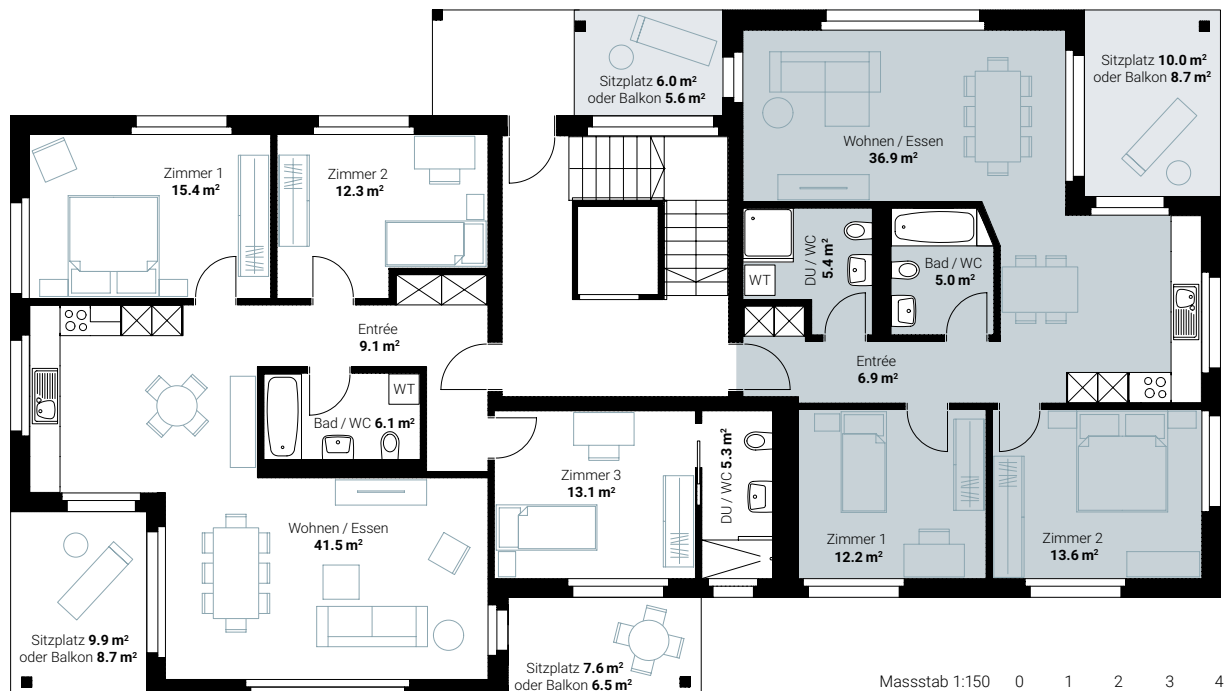 Sitzplatz 6.0 m²
oder Balkon 5.6 m²
Sitzplatz 10.0 m²
oder Balkon 8.7 m²
Wohnen / Essen
36.9 m²
Zimmer 1
15.4 m²
Zimmer 2
12.3 m²
DU / WC
5.4 m²
WT
Bad / WC
5.0 m²
Entrée
9.1 m²
Entrée
6.9 m²
WT
Bad / WC 6.1 m²
Zimmer 3
13.1 m²
DU / WC 5.3 m²
Wohnen / Essen
41.5 m²
Zimmer 1
12.2 m²
Zimmer 2
13.6 m²
Sitzplatz 9.9 m²
oder Balkon 8.7 m²
Sitzplatz 7.6 m²
oder Balkon 6.5 m²
Massstab 1:150 0 1 2 3 4